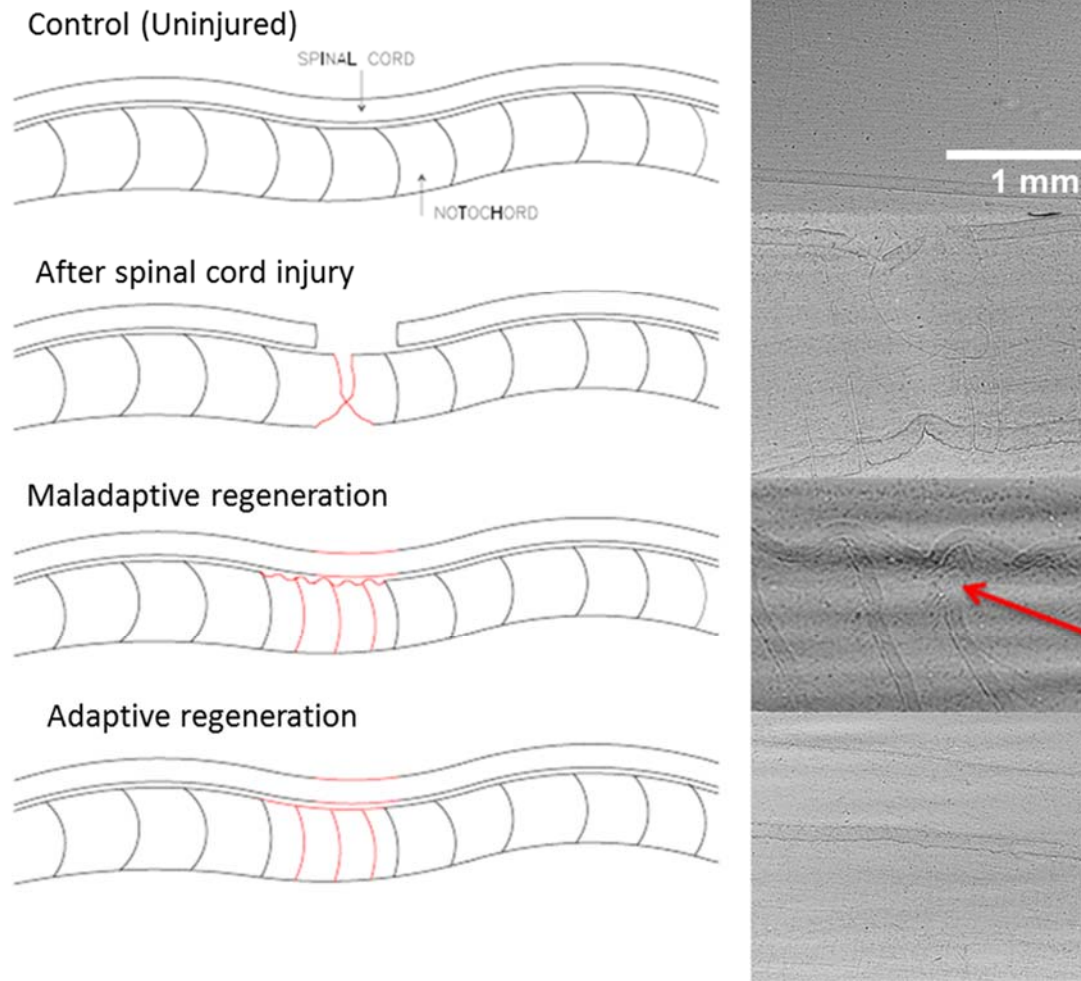 Control (Uninjured)
SPINAL CORD
1 mm
NOTOCHORD
After spinal cord injury
Maladaptive regeneration
Adaptive regeneration